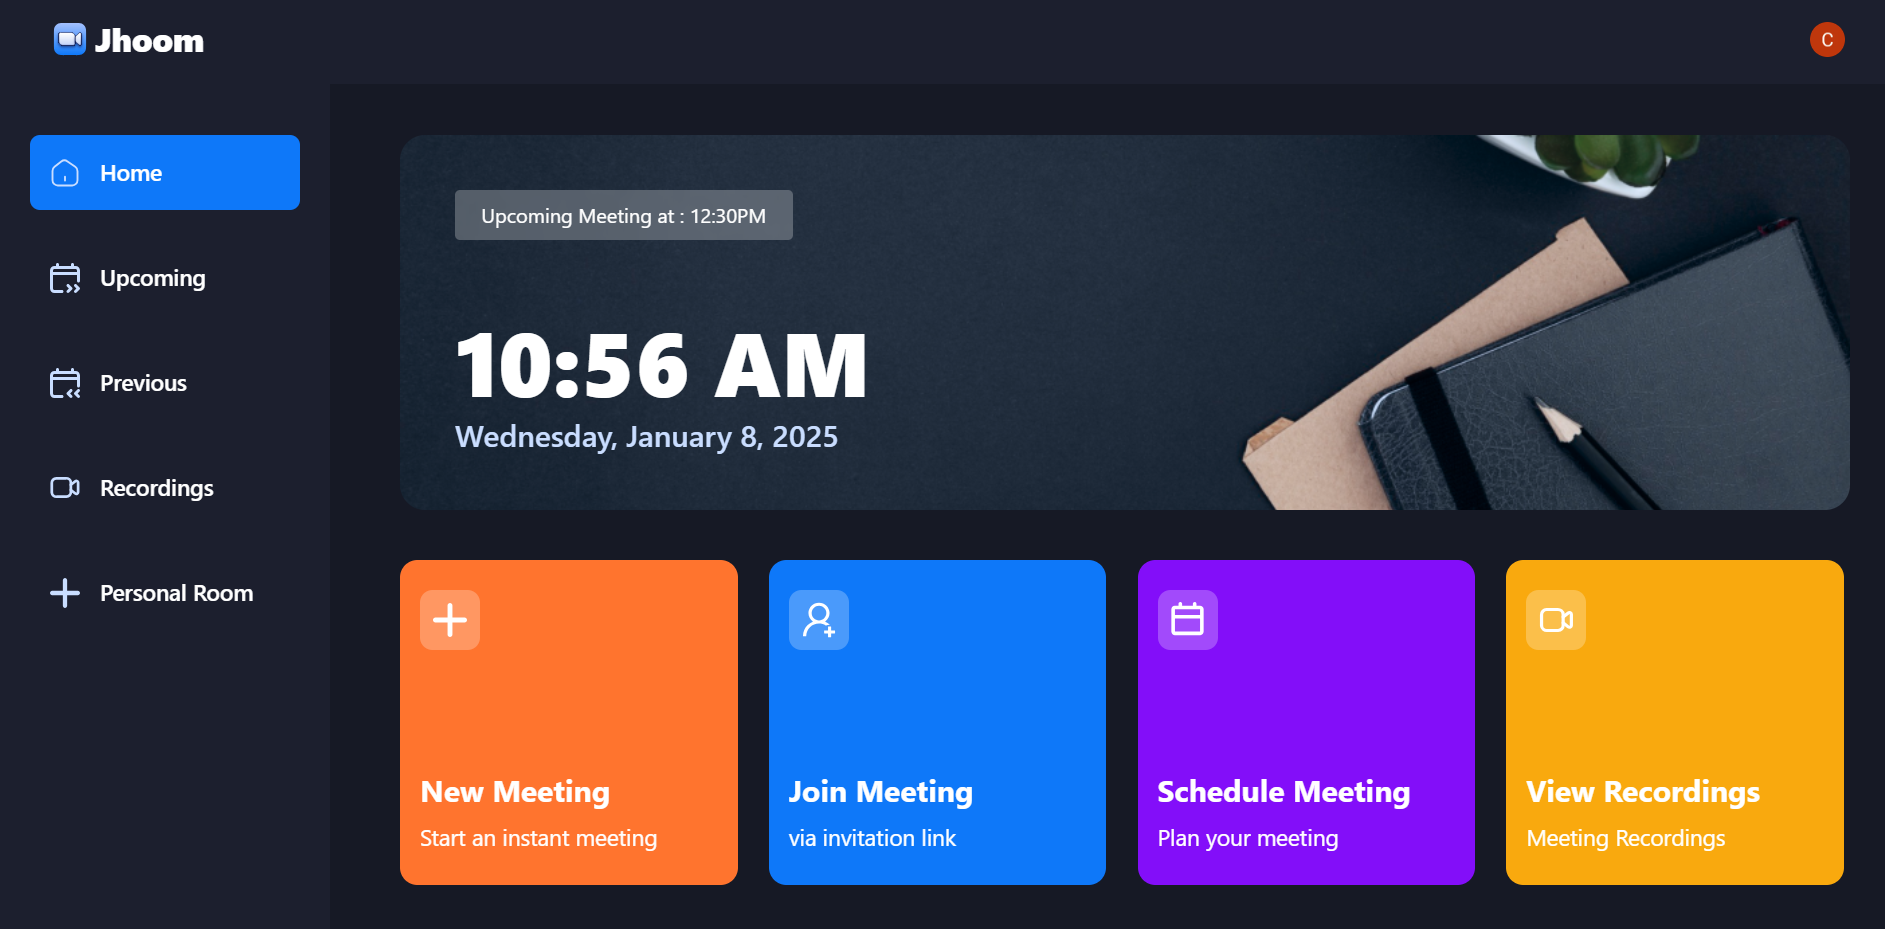 Jhoom
C
Home
Upcoming
Previous
Recordings
Personal Room
Upcoming Meeting at : 12:30PM
10:56 AM
Wednesday, January 8, 2025
New Meeting
Start an instant meeting
Join Meeting
via invitation link
Schedule Meeting
Plan your meeting
View Recordings
Meeting Recordings